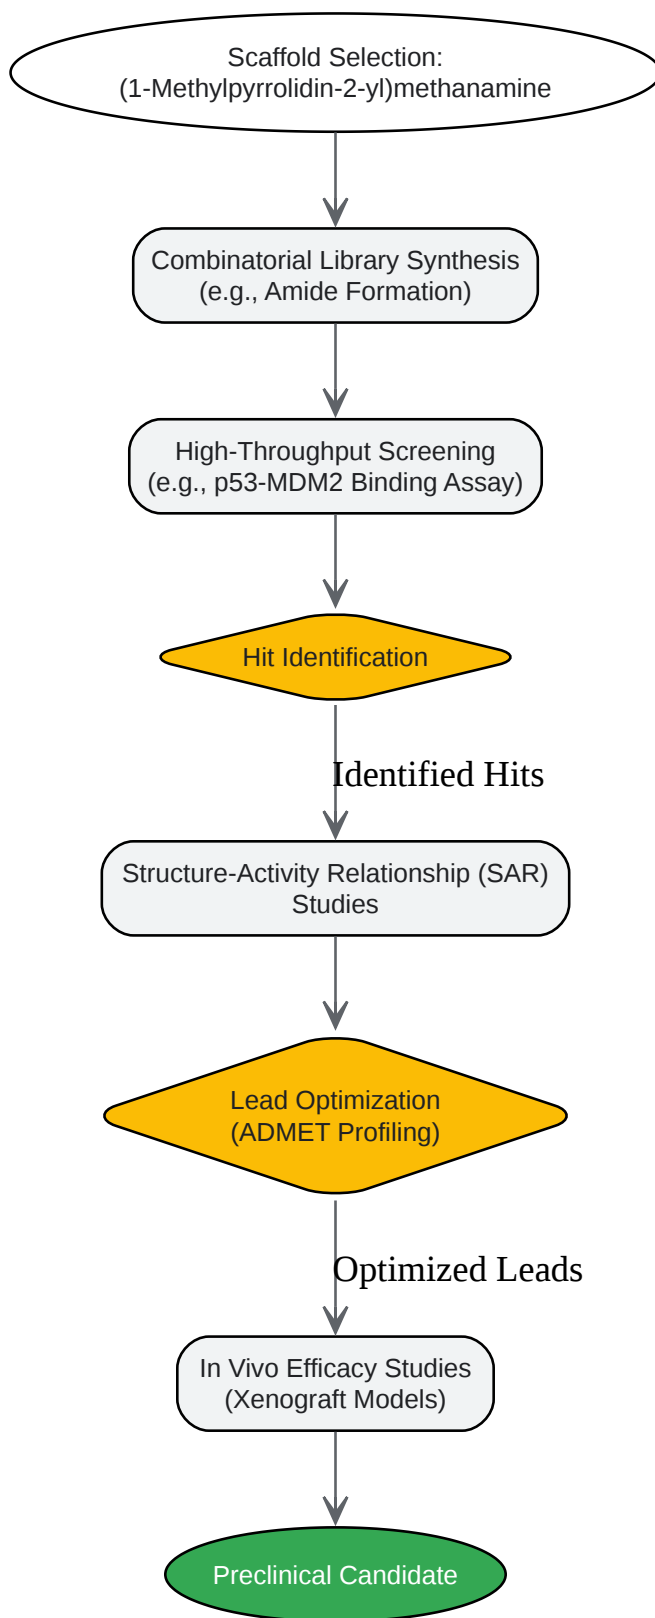 Scaffold Selection:
(1-Methylpyrrolidin-2-yl)methanamine
Combinatorial Library Synthesis
(e.g., Amide Formation)
High-Throughput Screening
(e.g., p53-MDM2 Binding Assay)
Hit Identification
Identified Hits
Structure-Activity Relationship (SAR)
Studies
Lead Optimization
(ADMET Profiling)
Optimized Leads
In Vivo Efficacy Studies
(Xenograft Models)
Preclinical Candidate